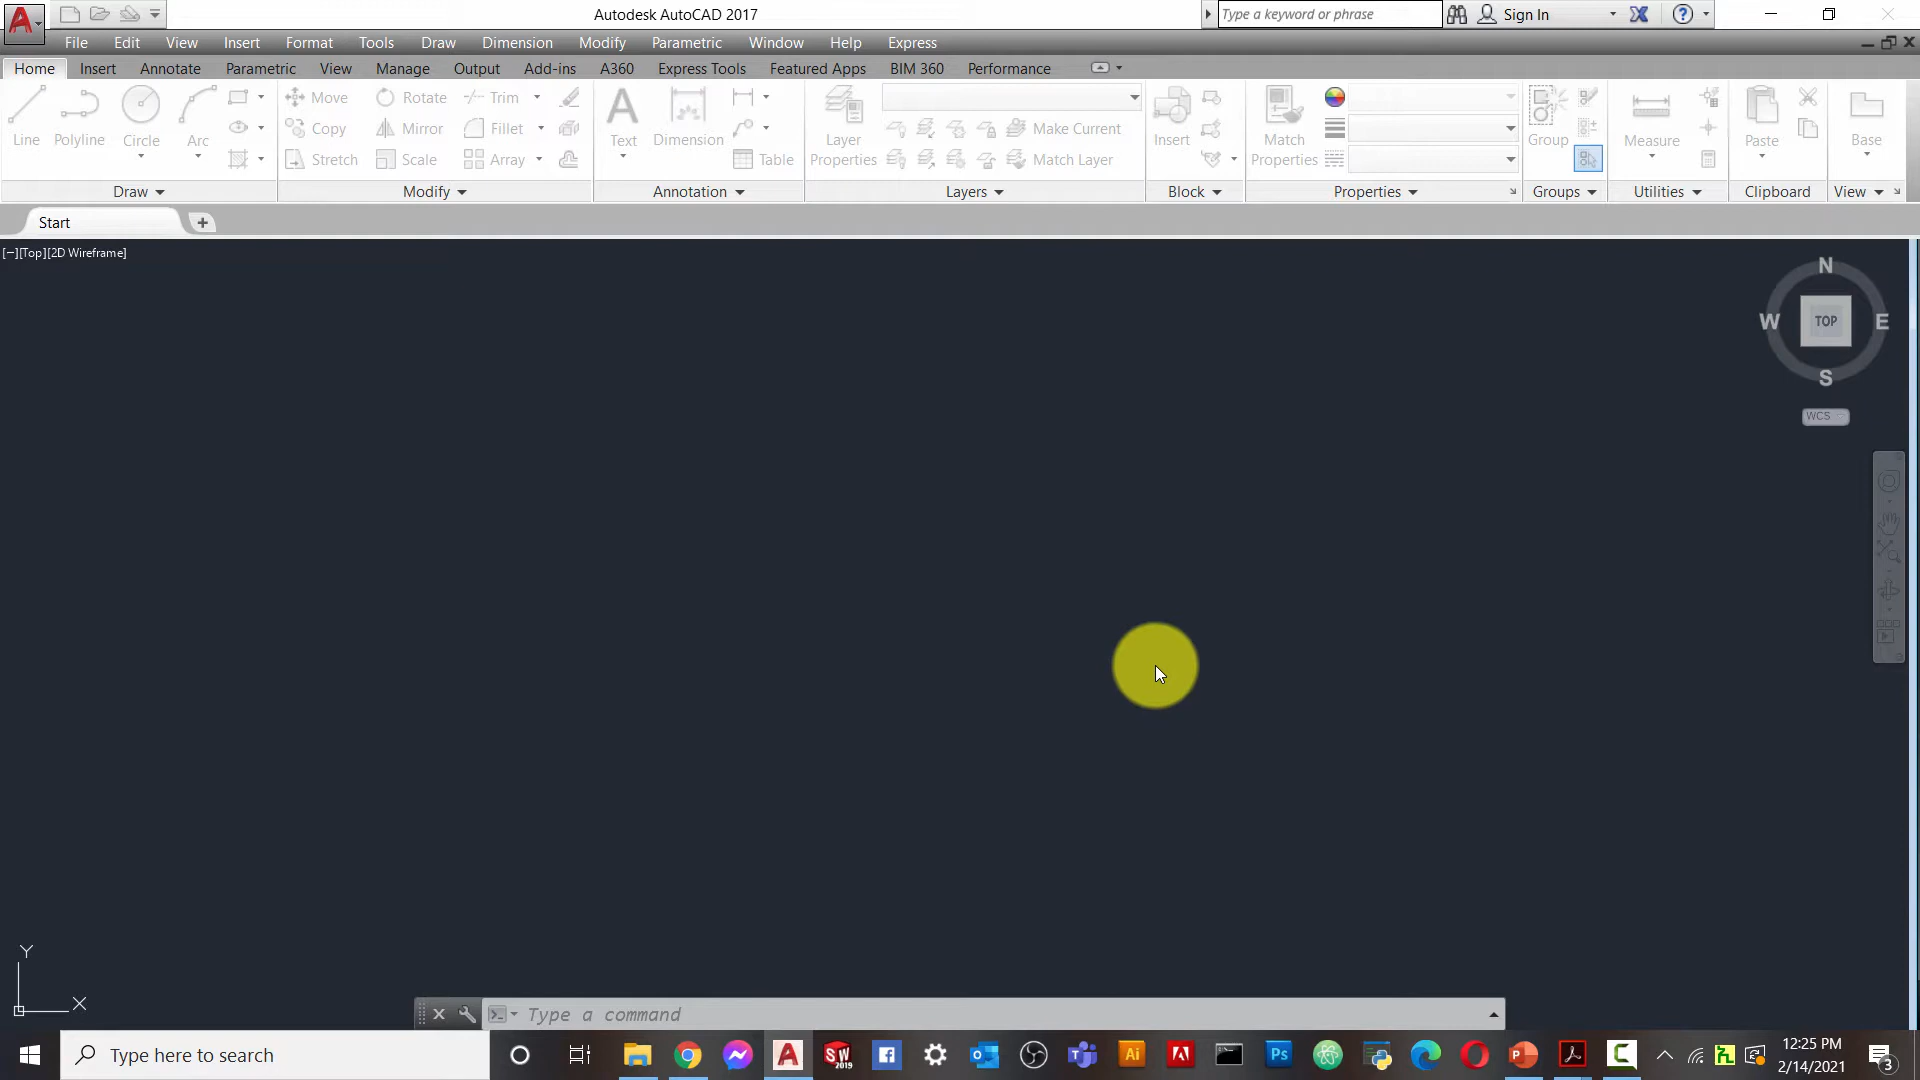 Autodesk AutoCAD 2017
Type a keyword or phrase
Sign In
File Edit View Insert Format Tools Draw Dimension Modify Parametric Window Help Express
Home Insert Annotate Parametric View Manage Output Add-ins A360 Express Tools Featured Apps BIM 360 Performance
Line Polyline Circle Arc
Move Rotate Trim
Copy Mirror Fillet
Stretch Scale Array
Text Dimension Table
Layer Properties
Make Current
Match Layer
Insert
Match Properties
Group
Measure
Paste
Base
Draw Modify Annotation Layers Block Properties Groups Utilities Clipboard View
Start
[−][Top][2D Wireframe]
N
W TOP E
S
WCS
Y
X
Type a command
Type here to search
SW 2019
Ai
Ps
12:25 PM
2/14/2021
3